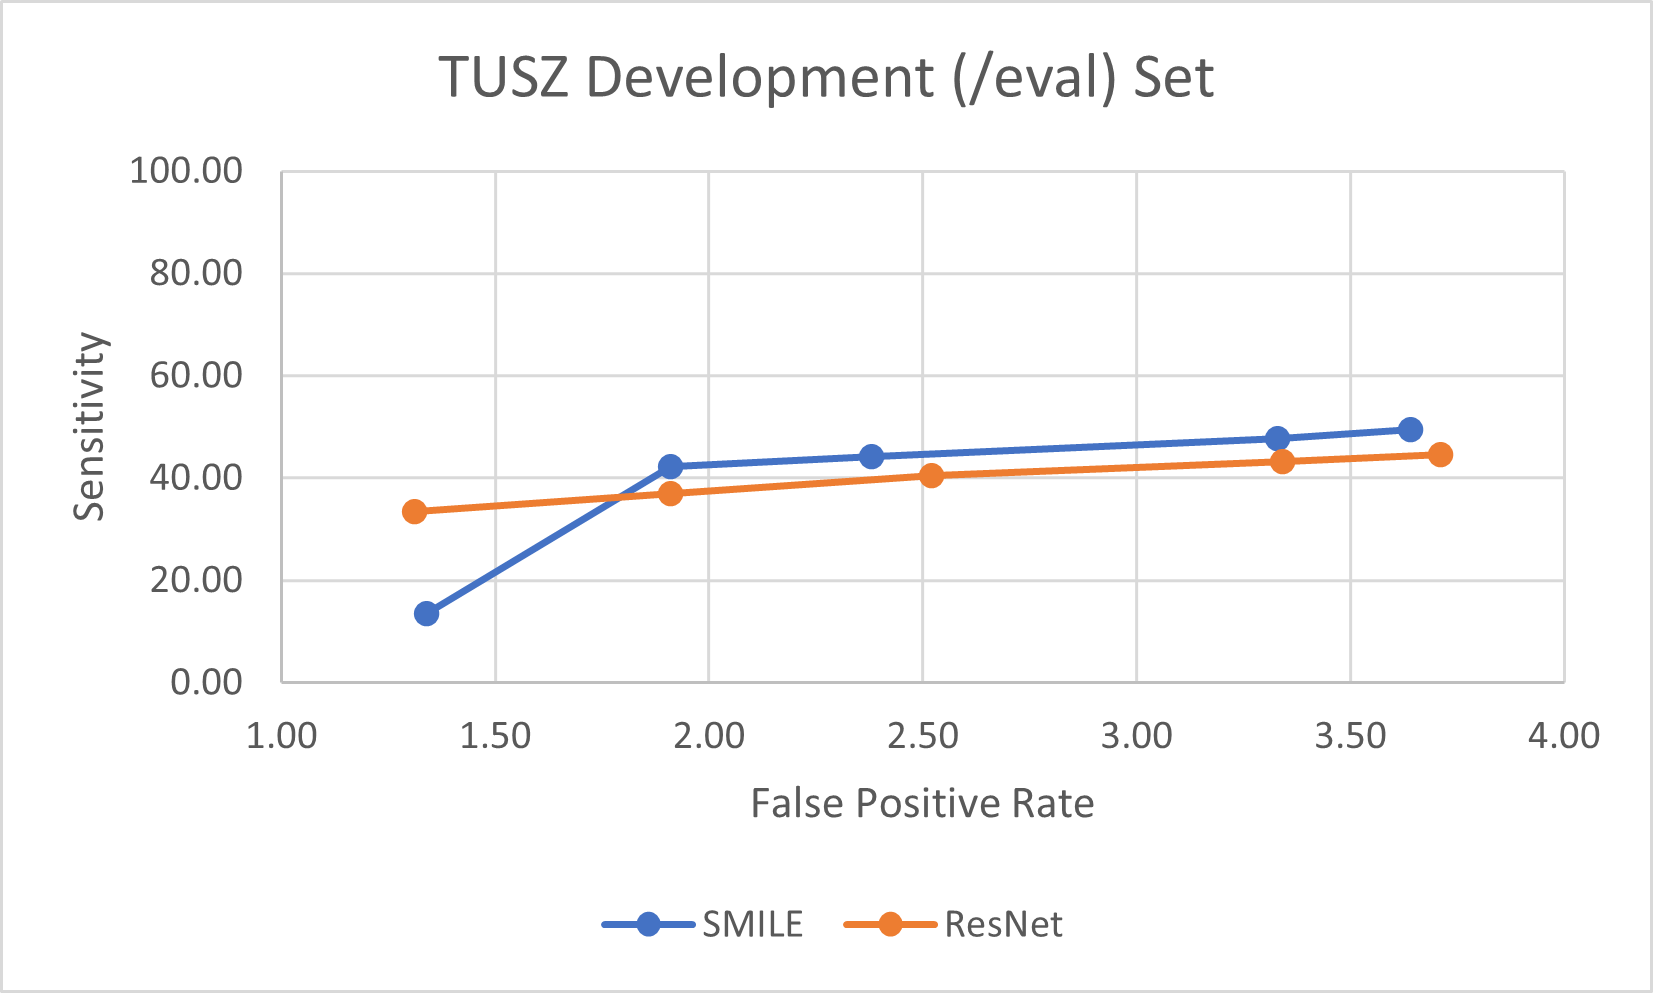 TUSZ Development (/eval) Set
100.00
80.00
60.00
40.00
20.00
0.00
Sensitivity
1.00 1.50 2.00 2.50 3.00 3.50 4.00
False Positive Rate
SMILE ResNet